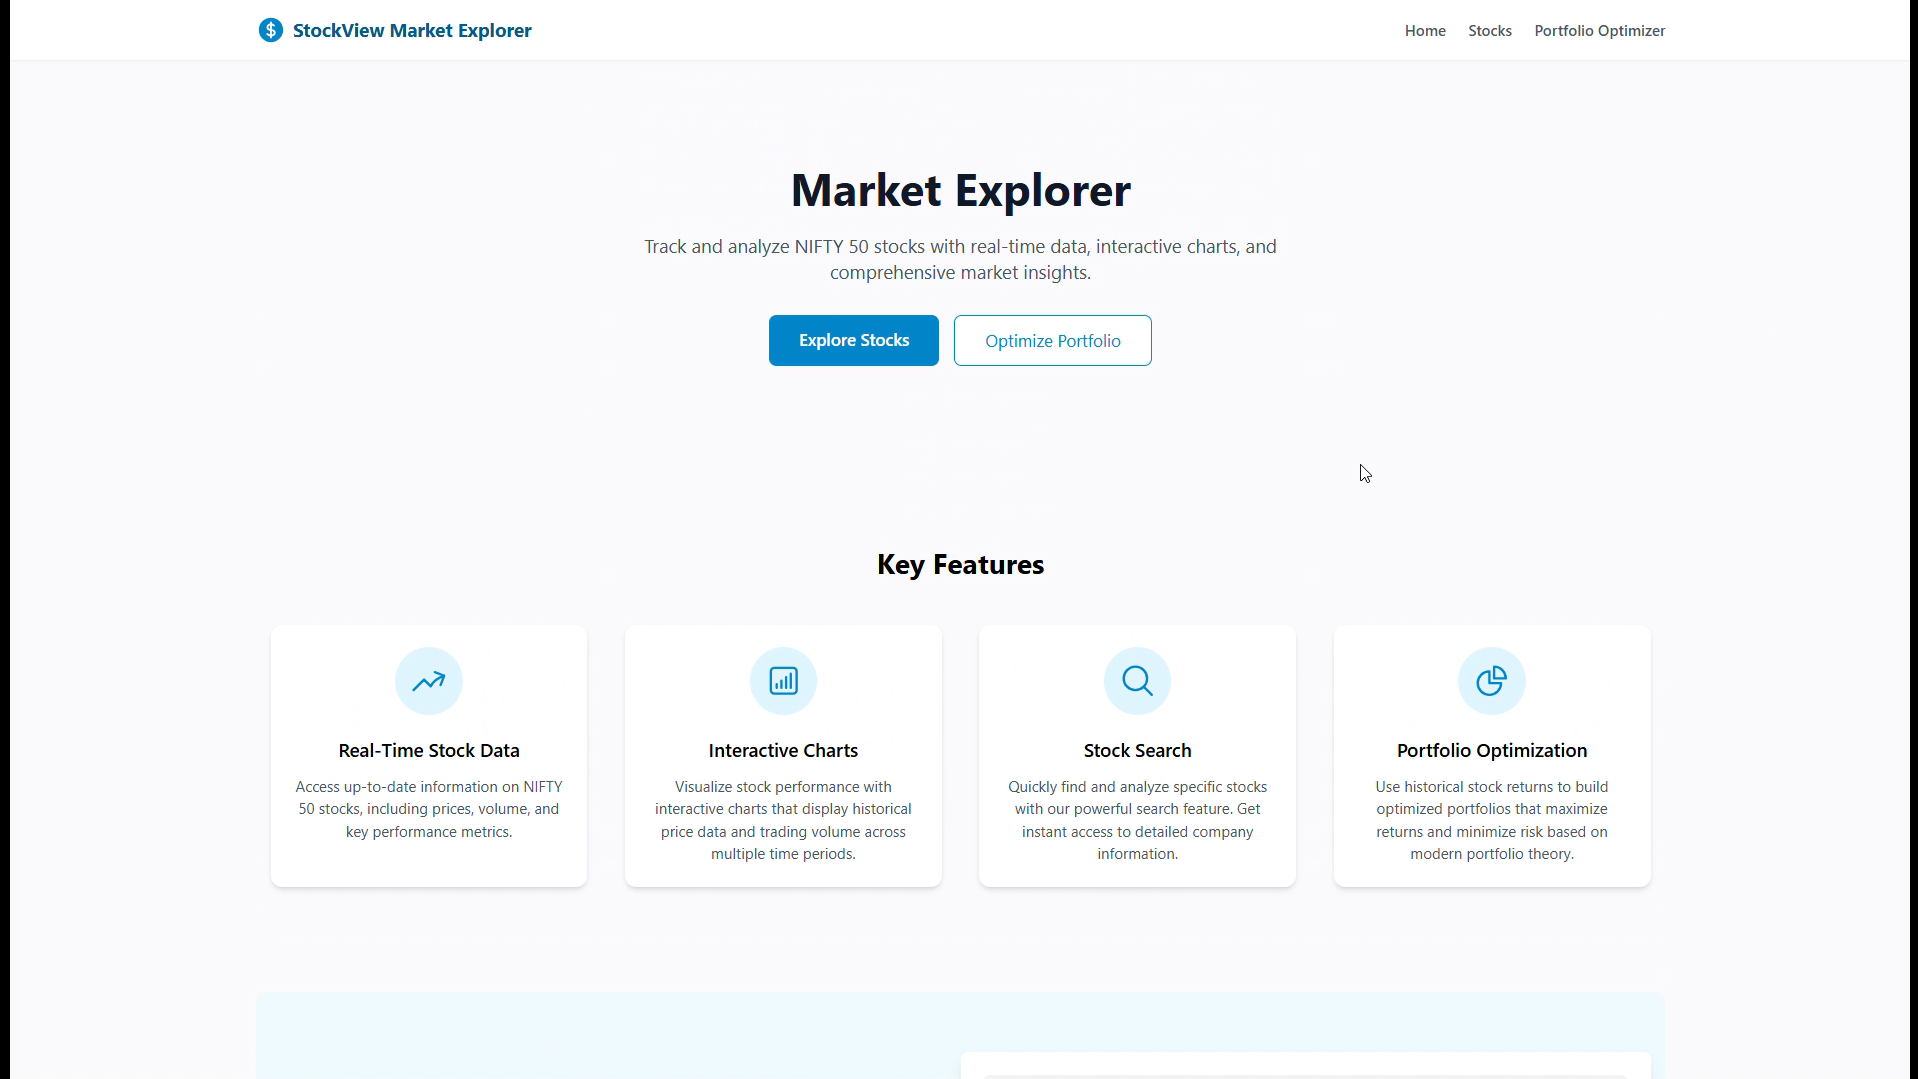 StockView Market Explorer
Home
Stocks
Portfolio Optimizer
Market Explorer
Track and analyze NIFTY 50 stocks with real-time data, interactive charts, and
comprehensive market insights.
Explore Stocks
Optimize Portfolio
Key Features
Real-Time Stock Data
Access up-to-date information on NIFTY
50 stocks, including prices, volume, and
key performance metrics.
Interactive Charts
Visualize stock performance with
interactive charts that display historical
price data and trading volume across
multiple time periods.
Stock Search
Quickly find and analyze specific stocks
with our powerful search feature. Get
instant access to detailed company
information.
Portfolio Optimization
Use historical stock returns to build
optimized portfolios that maximize
returns and minimize risk based on
modern portfolio theory.